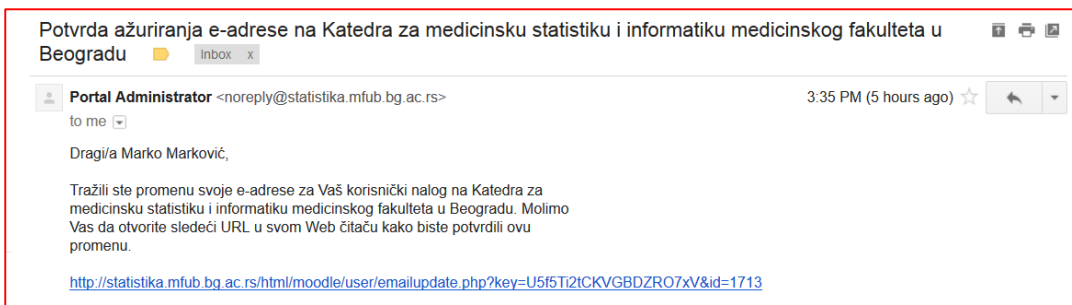 Potvrda ažuriranja e-adrese na Katedra za medicinsku statistiku i informatiku medicinskog fakulteta u
Beogradu Inbox x
Portal Administrator <noreply@statistika.mfub.bg.ac.rs> 3:35 PM (5 hours ago)
to me
Dragi/a Marko Marković,
Tražili ste promenu svoje e-adrese za Vaš korisnički nalog na Katedra za
medicinsku statistiku i informatiku medicinskog fakulteta u Beogradu. Molimo
Vas da otvorite sledeći URL u svom Web čitaču kako biste potvrdili ovu
promenu.
http://statistika.mfub.bg.ac.rs/html/moodle/user/emailupdate.php?key=U5f5Ti2tCKVGBDZRO7xV&id=1713